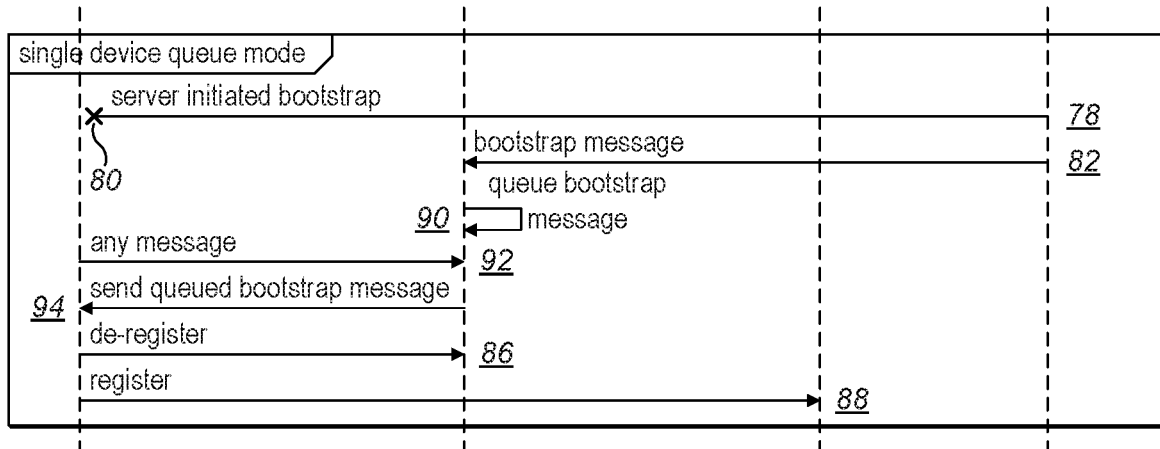 single device queue mode
server initiated bootstrap
78
80
bootstrap message
82
queue bootstrap
message
90
any message
92
send queued bootstrap message
94
de-register
86
register
88